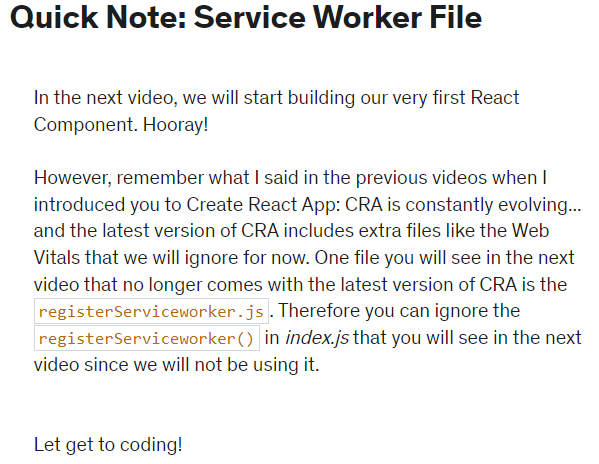 Quick Note: Service Worker File
In the next video, we will start building our very first React
Component. Hooray!
However, remember what I said in the previous videos when I
introduced you to Create React App: CRA is constantly evolving...
and the latest version of CRA includes extra files like the Web
Vitals that we will ignore for now. One file you will see in the next
video that no longer comes with the latest version of CRA is the
registerServiceworker.js. Therefore you can ignore the
registerServiceworker() in index.js that you will see in the next
video since we will not be using it.
Let get to coding!